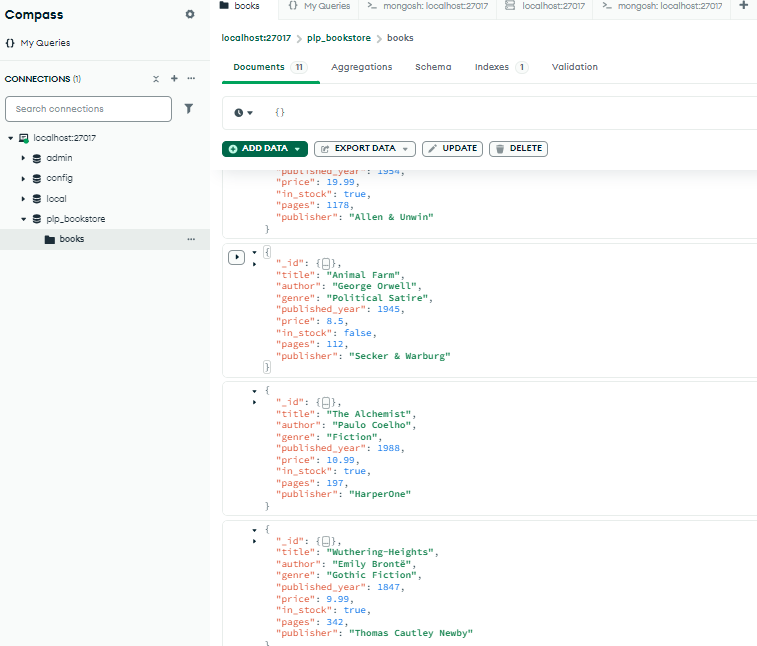 Compass
My Queries
CONNECTIONS (1)
Search connections
localhost:27017
admin
config
local
plp_bookstore
books
books
{} My Queries
>_ mongosh: localhost:27017
localhost:27017
>_ mongosh: localhost:27017
localhost:27017 > plp_bookstore > books
Documents 11
Aggregations
Schema
Indexes 1
Validation
{}
ADD DATA
EXPORT DATA
UPDATE
DELETE
"published_year": 1954,
"price": 19.99,
"in_stock": true,
"pages": 1178,
"publisher": "Allen & Unwin"
}
{
"_id": {…},
"title": "Animal Farm",
"author": "George Orwell",
"genre": "Political Satire",
"published_year": 1945,
"price": 8.5,
"in_stock": false,
"pages": 112,
"publisher": "Secker & Warburg"
}
{
"_id": {…},
"title": "The Alchemist",
"author": "Paulo Coelho",
"genre": "Fiction",
"published_year": 1988,
"price": 10.99,
"in_stock": true,
"pages": 197,
"publisher": "HarperOne"
}
{
"_id": {…},
"title": "Wuthering-Heights",
"author": "Emily Brontë",
"genre": "Gothic Fiction",
"published_year": 1847,
"price": 9.99,
"in_stock": true,
"pages": 342,
"publisher": "Thomas Cautley Newby"
}